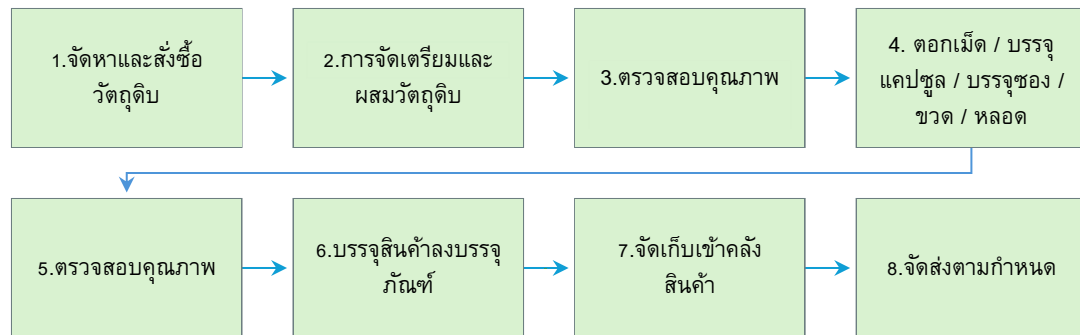 1.จัดหาและสั่งซื้อ
วัตถุดิบ
2.การจัดเตรียมและ
ผสมวัตถุดิบ
3.ตรวจสอบคุณภาพ
4. ตอกเม็ด / บรรจุ
แคปซูล / บรรจุซอง /
ขวด / หลอด
5.ตรวจสอบคุณภาพ
6.บรรจุสินค้าลงบรรจุ
ภัณฑ์
7.จัดเก็บเข้าคลัง
สินค้า
8.จัดส่งตามกำหนด